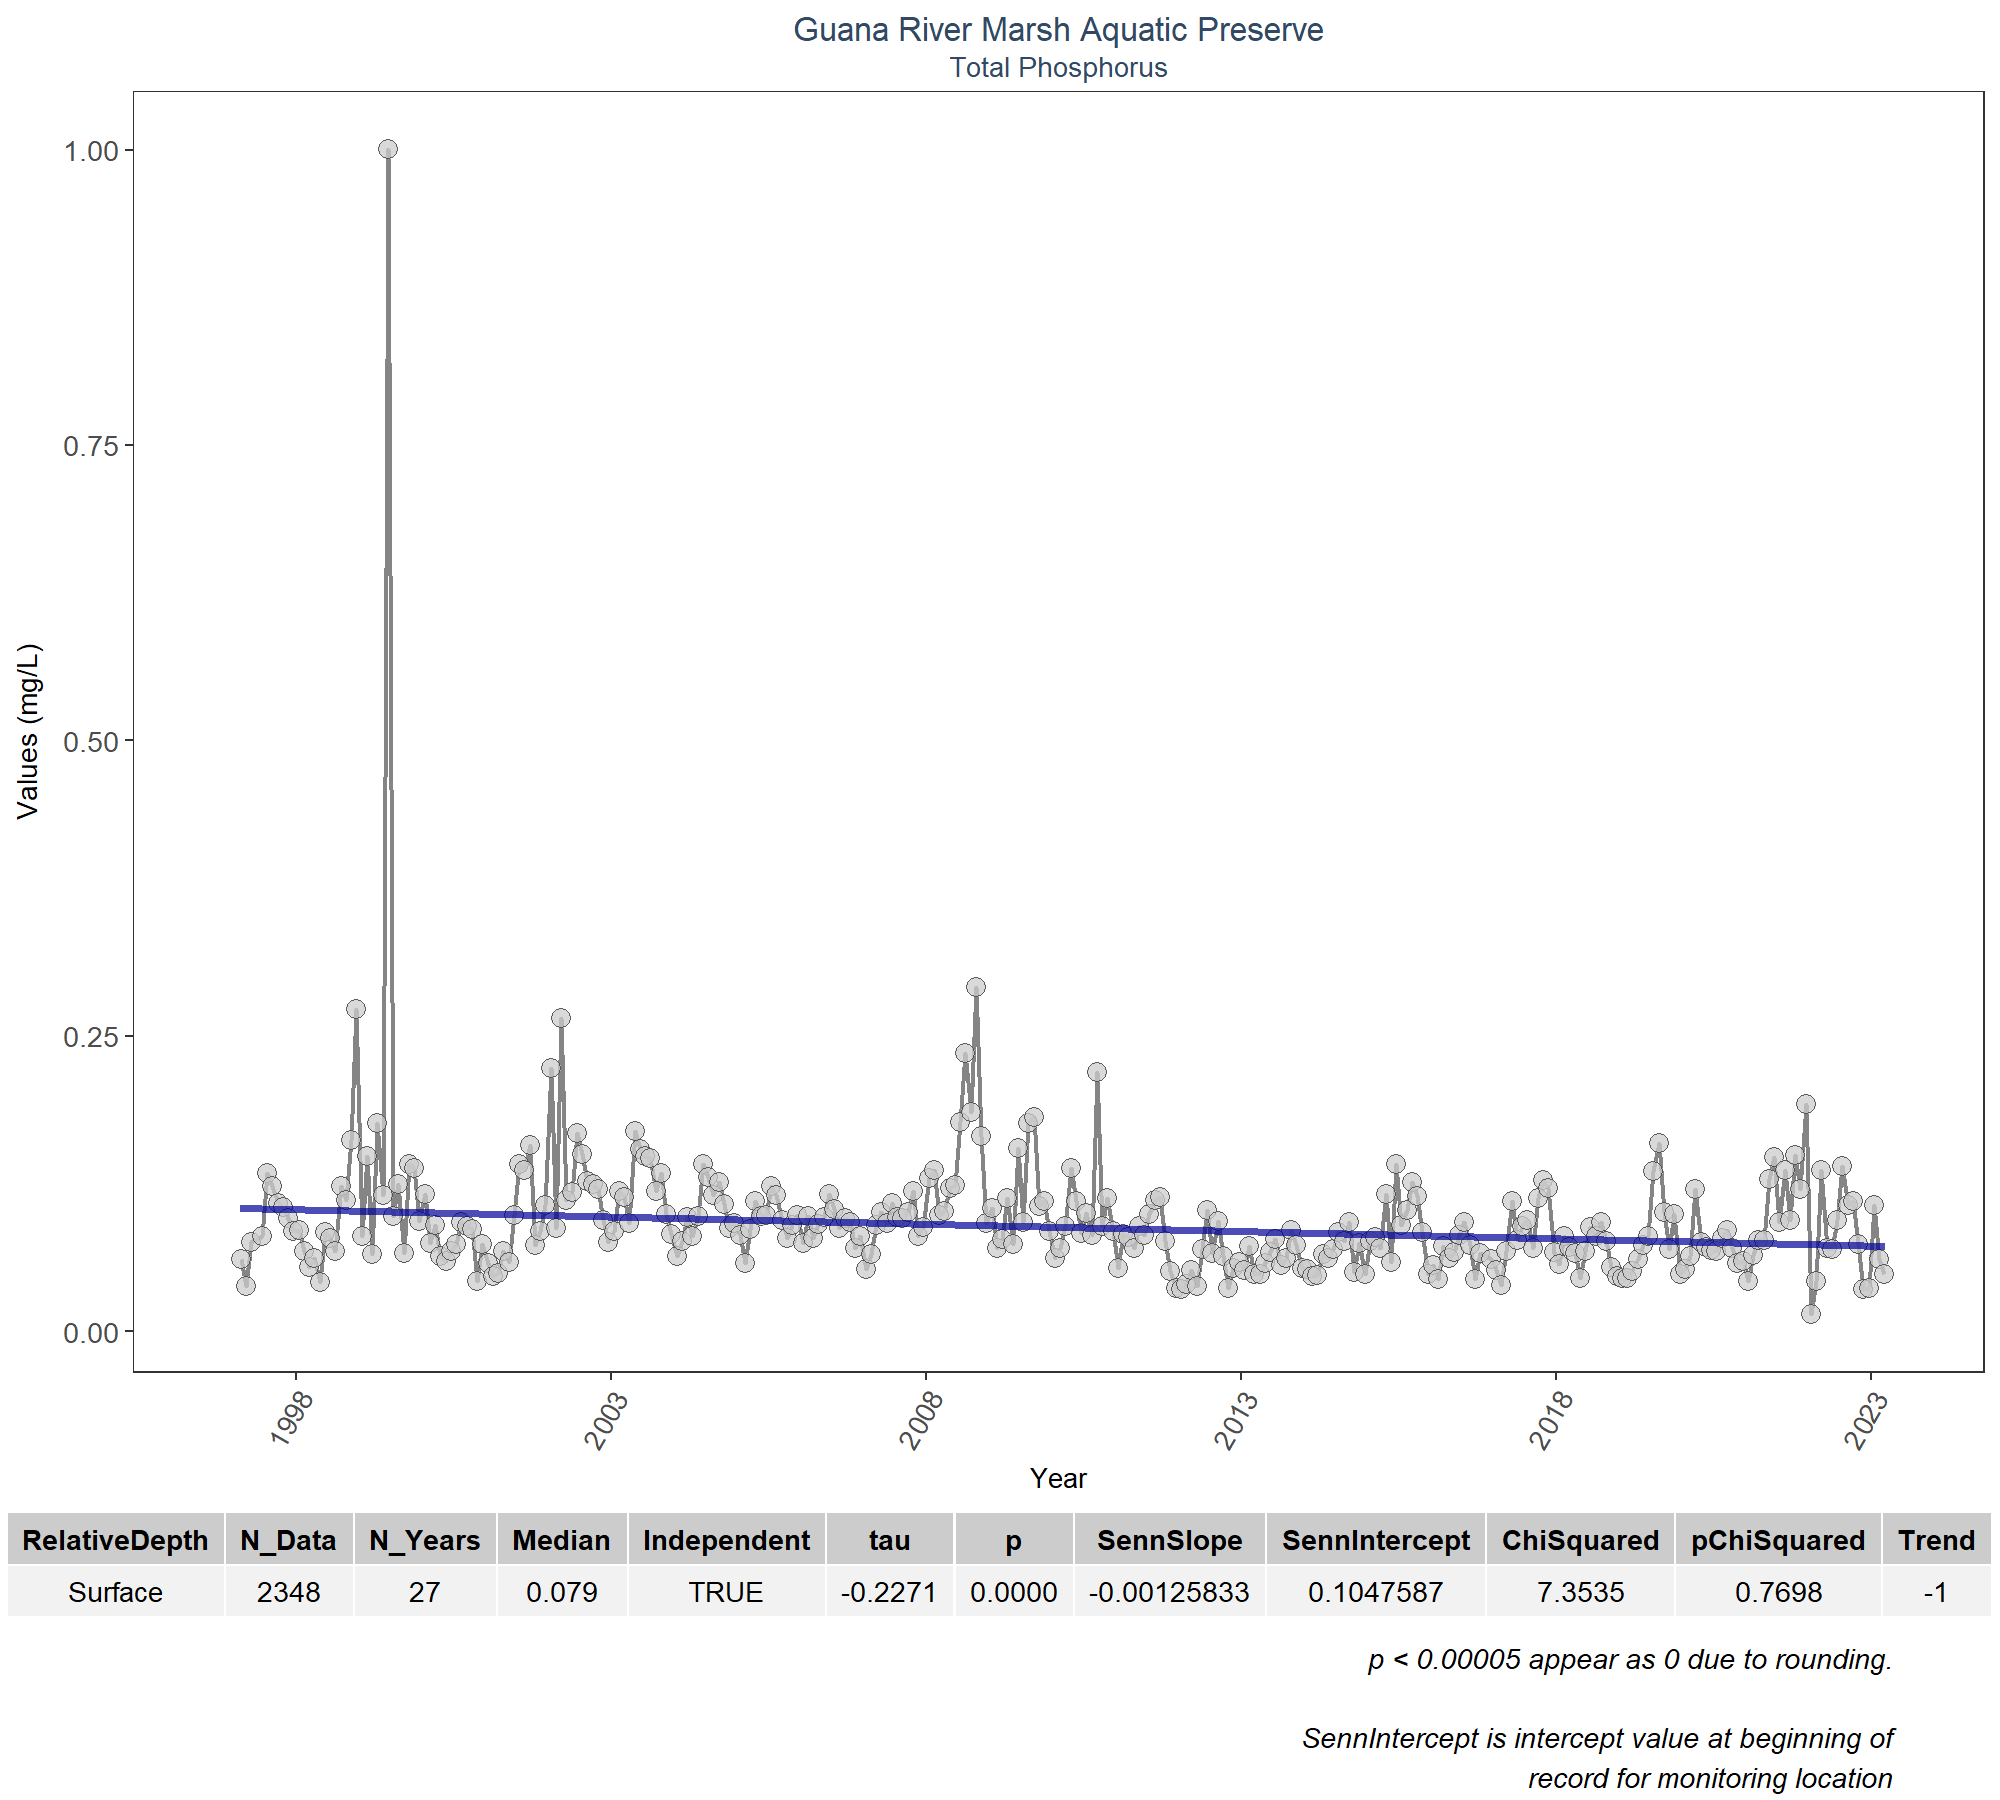 Guana River Marsh Aquatic Preserve
Total Phosphorus
Values (mg/L)
1.00
0.75
0.50
0.25
0.00
1998 2003 2008 2013 2018 2023
Year
RelativeDepth N_Data N_Years Median Independent tau p SennSlope SennIntercept ChiSquared pChiSquared Trend
Surface 2348 27 0.079 TRUE -0.2271 0.0000 -0.00125833 0.1047587 7.3535 0.7698 -1
p < 0.00005 appear as 0 due to rounding.
SennIntercept is intercept value at beginning of
record for monitoring location